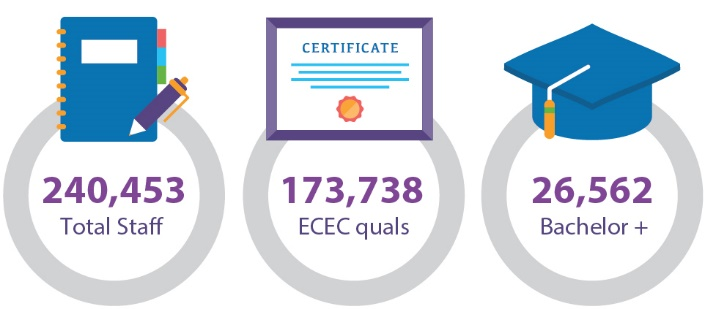 CERTIFICATE
240,453
Total Staff
173,738
ECEC quals
26,562
Bachelor +